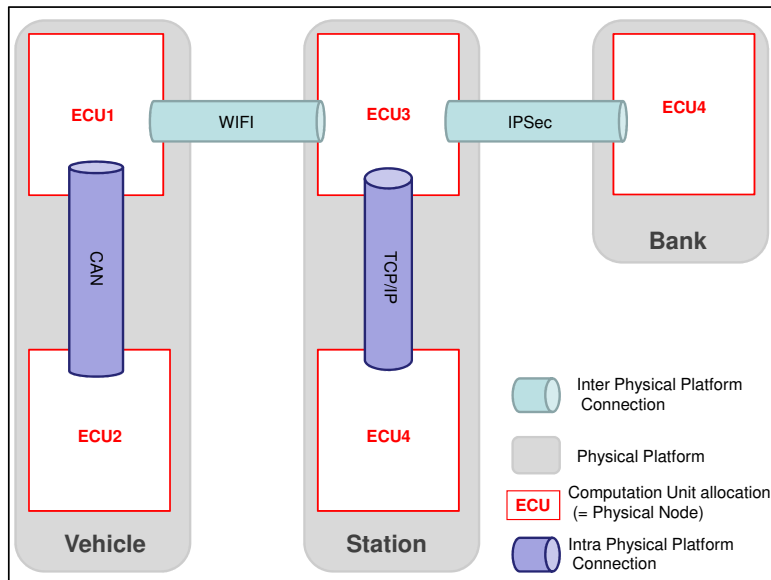 ECU1
WIFI
ECU3
IPSec
ECU4
CAN
TCP/IP
Bank
ECU2
ECU4
Vehicle
Station
Inter Physical Platform
Connection
Physical Platform
ECU
Computation Unit allocation
(= Physical Node)
Intra Physical Platform
Connection